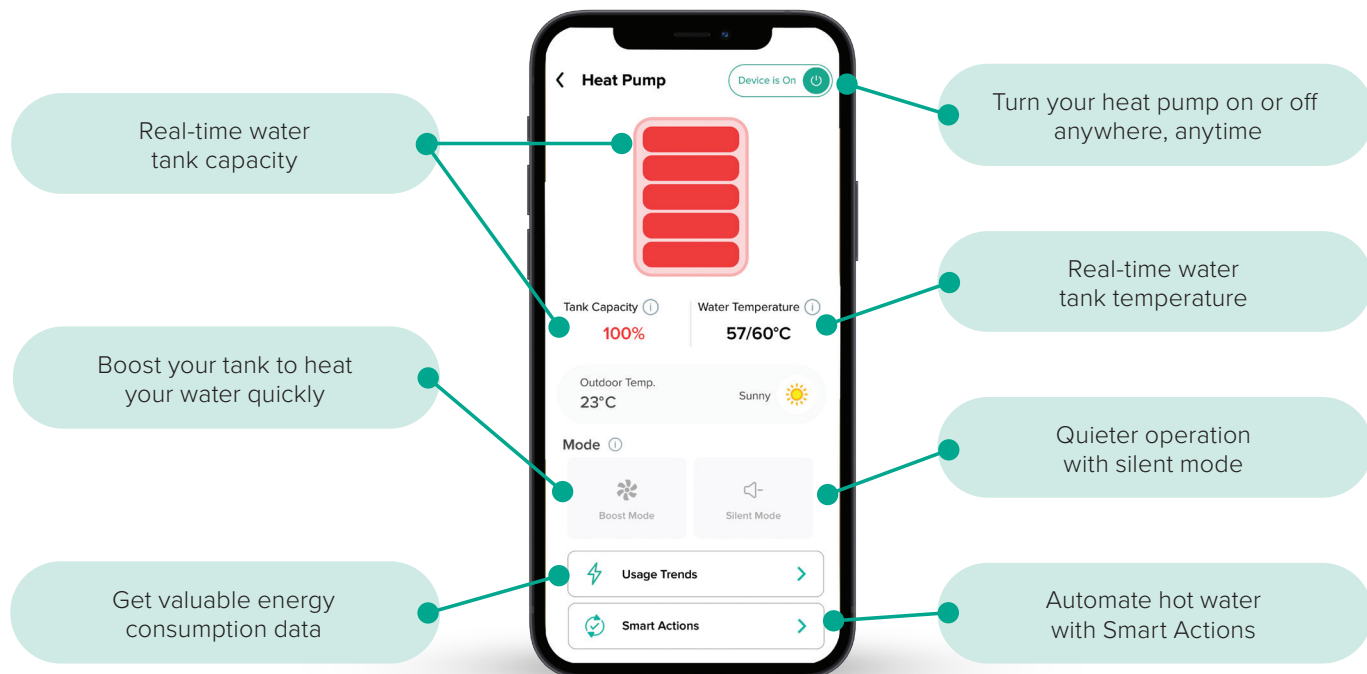 Heat Pump
Device is On
Real-time water
tank capacity
Turn your heat pump on or off
anywhere, anytime
Tank Capacity
100%
Water Temperature
57/60°C
Real-time water
tank temperature
Boost your tank to heat
your water quickly
Outdoor Temp.
23°C
Sunny
Mode
Boost Mode
Silent Mode
Quieter operation
with silent mode
Usage Trends
Get valuable energy
consumption data
Smart Actions
Automate hot water
with Smart Actions